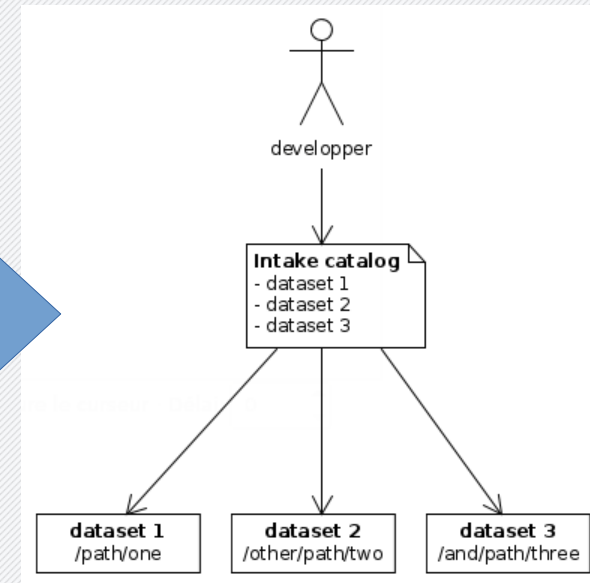 developper
Intake catalog
- dataset 1
- dataset 2
- dataset 3
dataset 1
/path/one
dataset 2
/other/path/two
dataset 3
/and/path/three